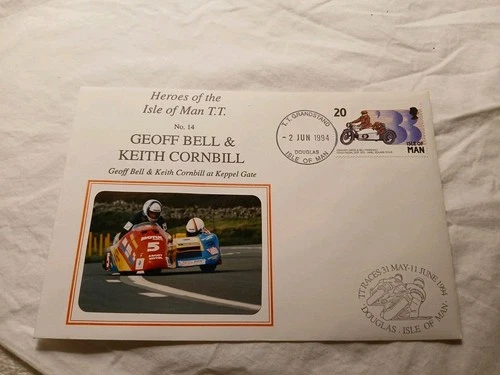 Heroes of the
Isle of Man T.T.
No. 14
GEOFF BELL &
KEITH CORNBILL
Geoff Bell & Keith Cornbill at Keppel Gate
T.T. GRANDSTAND
- 2 JUN 1994
DOUGLAS
ISLE OF MAN
20
ISLE OF
MAN
5
TT RACES 31 MAY-11 JUNE 1994
DOUGLAS, ISLE OF MAN